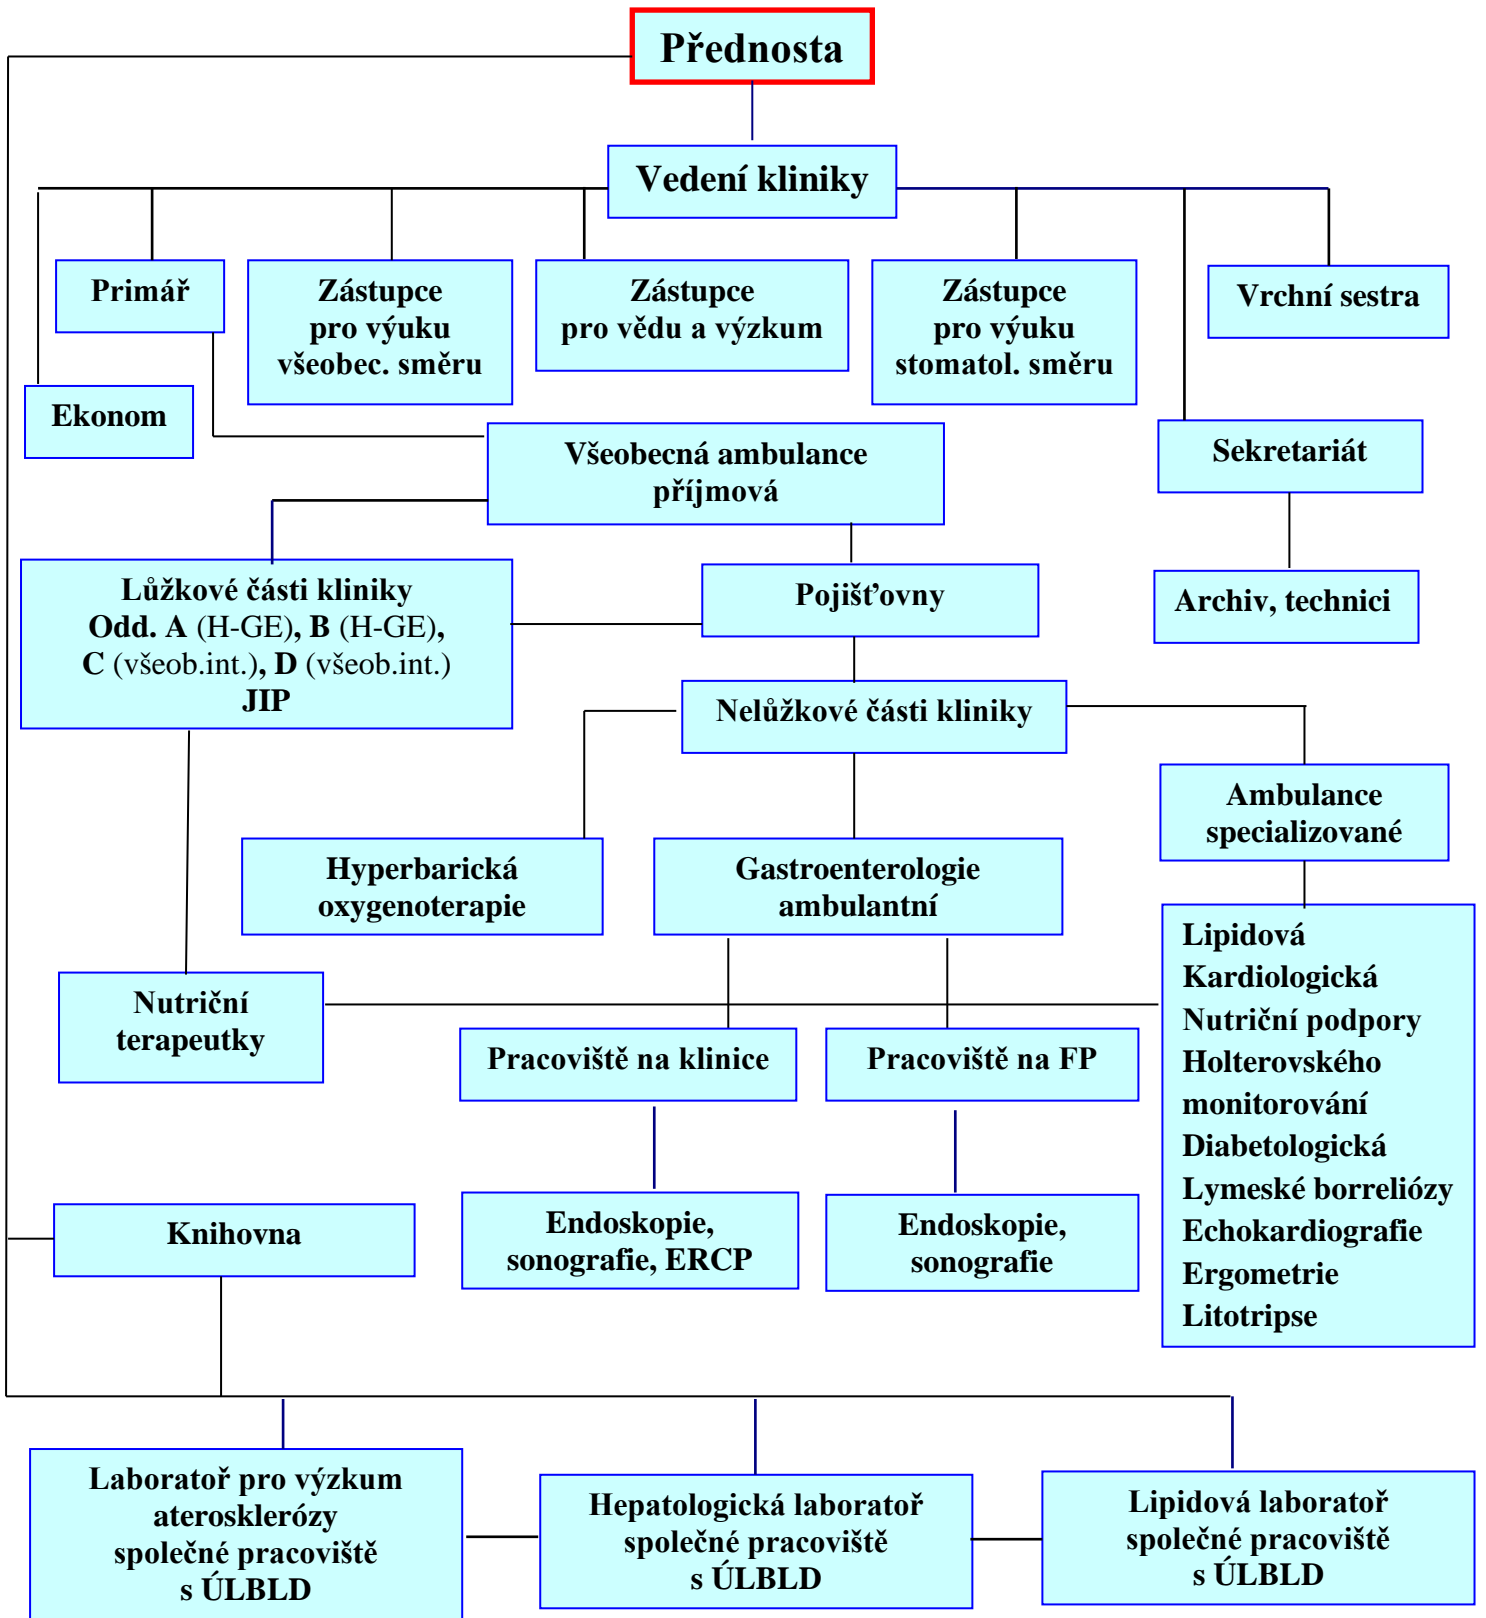 Přednosta
Vedení kliniky
Primář
Zástupce
pro výuku
všeobec. směru
Zástupce
pro vědu a výzkum
Zástupce
pro výuku
stomatol. směru
Vrchní sestra
Ekonom
Všeobecná ambulance
příjmová
Sekretariát
Lůžkové části kliniky
Odd. A (H-GE), B (H-GE),
C (všeob.int.), D (všeob.int.)
JIP
Pojišťovny
Archiv, technici
Nelůžkové části kliniky
Ambulance
specializované
Hyperbarická
oxygenoterapie
Gastroenterologie
ambulantní
Lipidová
Kardiologická
Nutriční podpory
Holterovského
monitorování
Diabetologická
Lymeské borreliózy
Echokardiografie
Ergometrie
Litotripse
Nutriční
terapeutky
Pracoviště na klinice
Pracoviště na FP
Knihovna
Endoskopie,
sonografie, ERCP
Endoskopie,
sonografie
Laboratoř pro výzkum
aterosklerózy
společné pracoviště
s ÚLBLD
Hepatologická laboratoř
společné pracoviště
s ÚLBLD
Lipidová laboratoř
společné pracoviště
s ÚLBLD